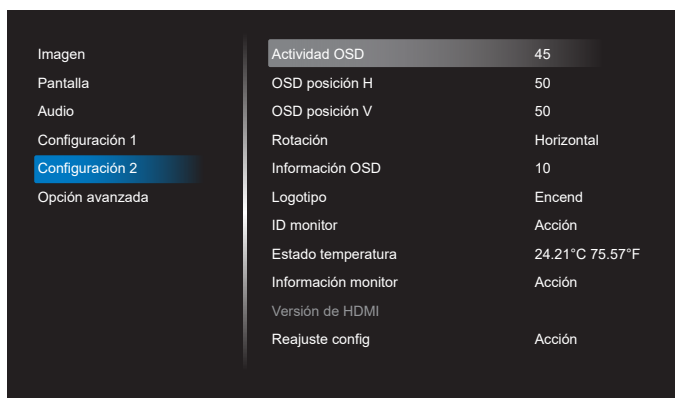 Imagen
Pantalla
Audio
Configuración 1
Configuración 2
Opción avanzada
Actividad OSD 45
OSD posición H 50
OSD posición V 50
Rotación Horizontal
Información OSD 10
Logotipo Encend
ID monitor Acción
Estado temperatura 24.21°C 75.57°F
Información monitor Acción
Versión de HDMI
Reajuste config Acción